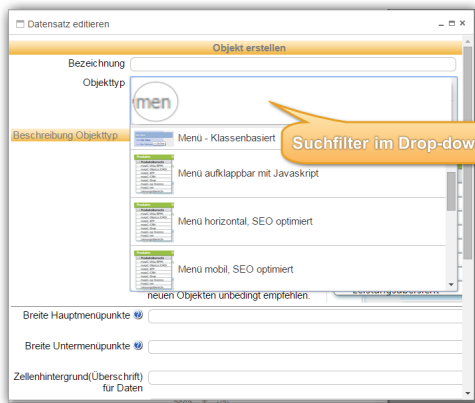 Datensatz editieren
Objekt erstellen
Bezeichnung
Objekttyp
men
Beschreibung Objekttyp
Menü - Klassenbasiert
Suchfilter im Drop-dow
Menü aufklappbar mit Javaskript
Menü horizontal, SEO optimiert
Menü mobil, SEO optimiert
neuen Objekten unbedingt empfehlen.
Breite Hauptmenüpunkte
Breite Untermenüpunkte
Zellenhintergrund(Überschrift)
für Daten